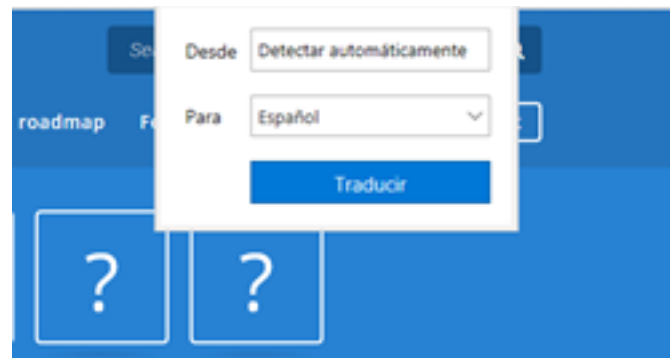 Desde Detectar automáticamente
roadmap
Para Español
Traducir
? ?